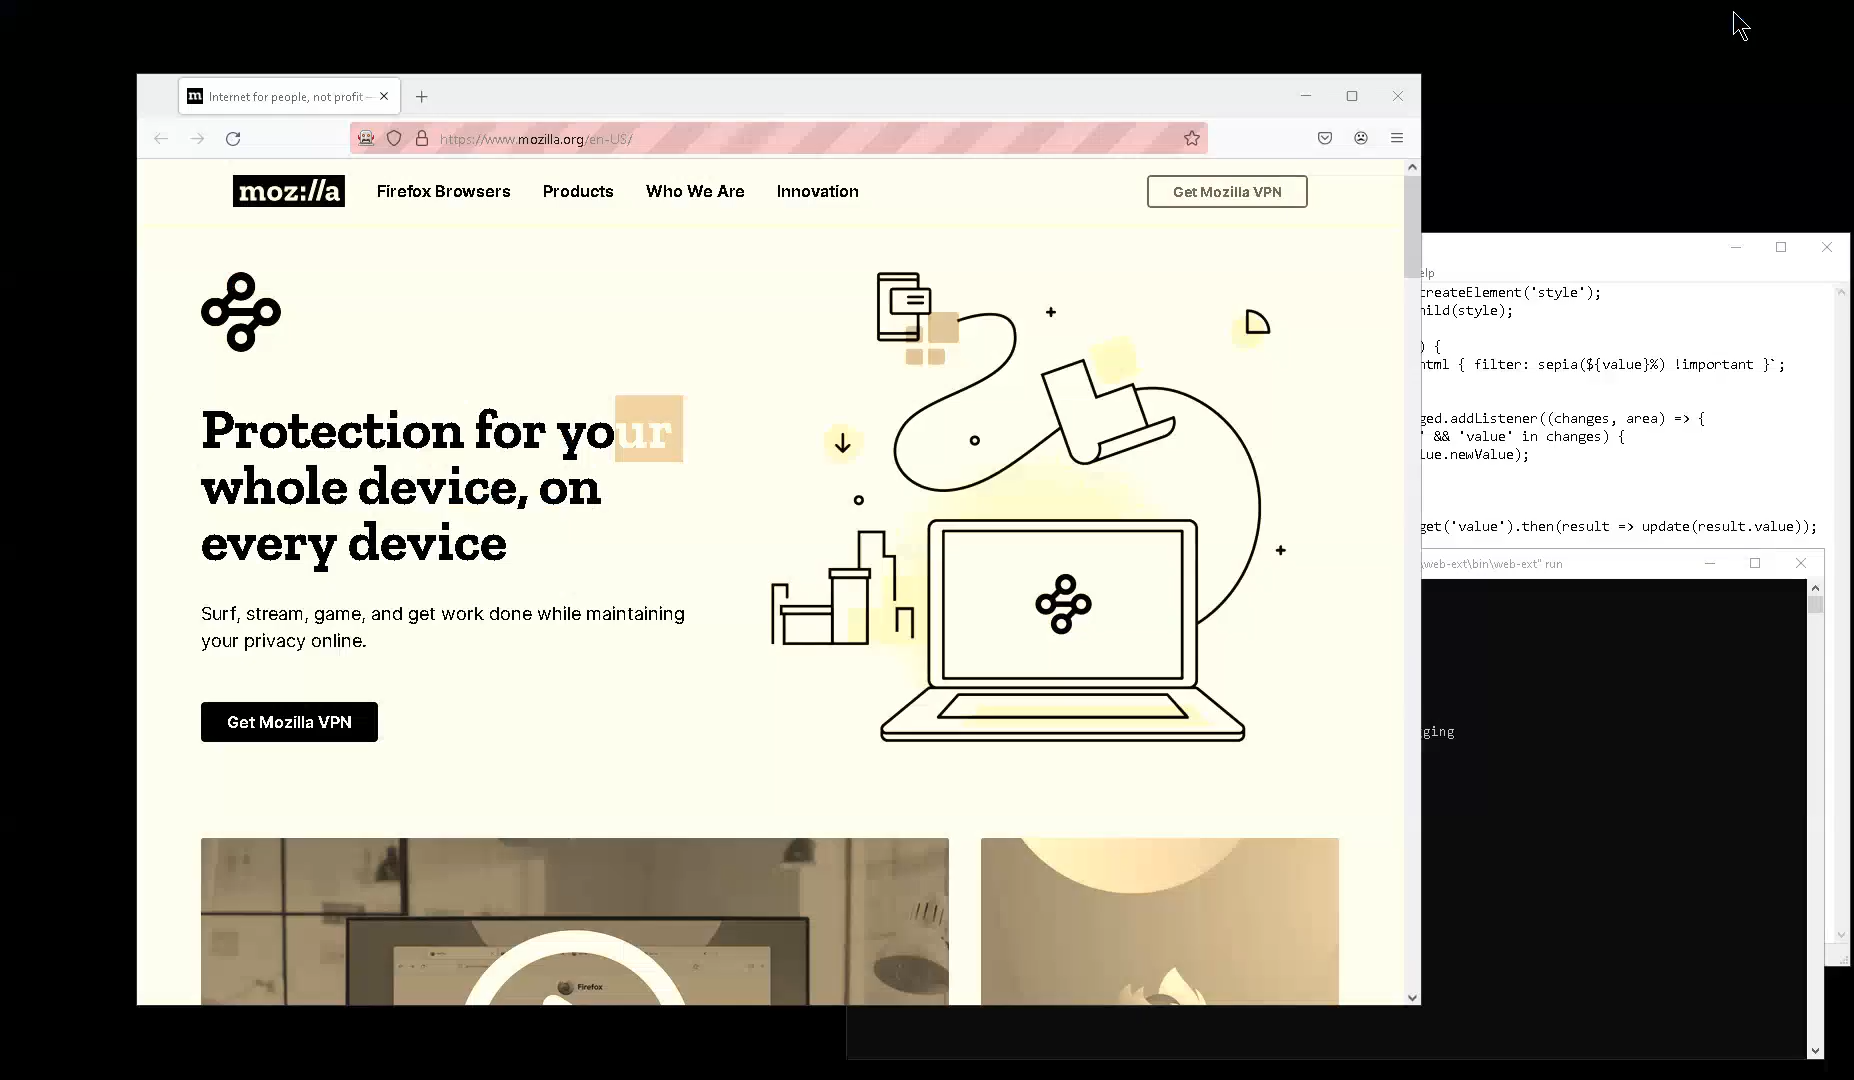 Internet for people, not profit —
https://www.mozilla.org/en-US/
moz://a
Firefox Browsers
Products
Who We Are
Innovation
Get Mozilla VPN
Protection for your
whole device, on
every device
Surf, stream, game, and get work done while maintaining
your privacy online.
Get Mozilla VPN
Firefox
elp
createElement('style');
hild(style);
) {
html { filter: sepia(${value}%) !important }`;
ged.addListener((changes, area) => {
' && 'value' in changes) {
lue.newValue);
get('value').then(result => update(result.value));
\web-ext\bin\web-ext" run
ging